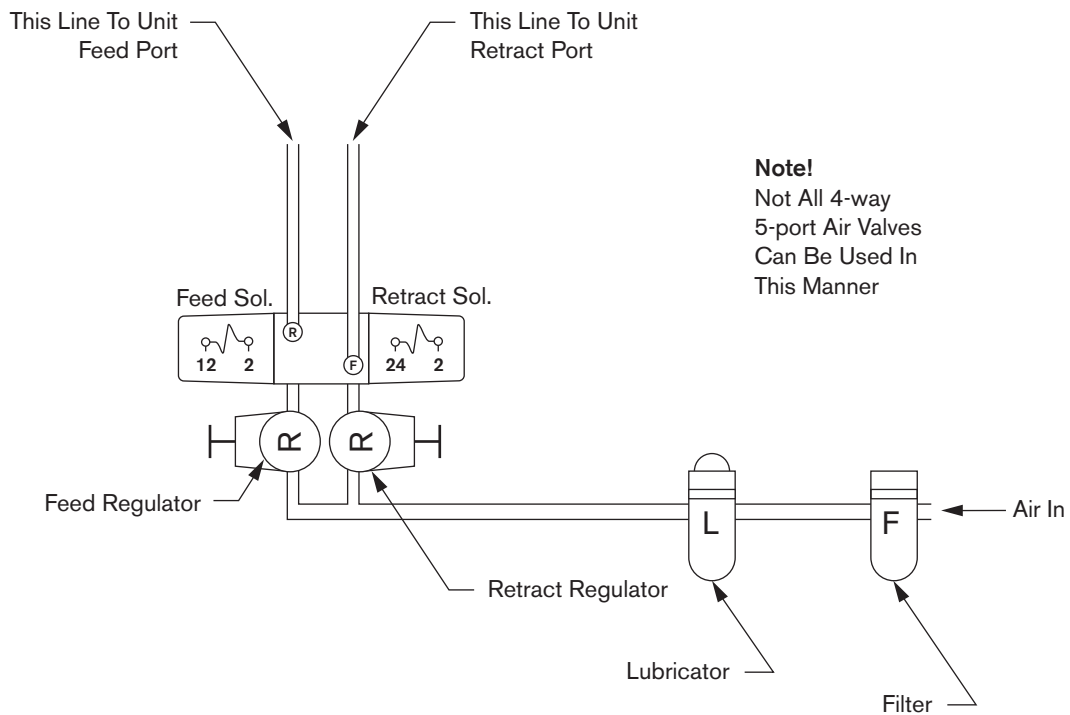 This Line To Unit
Feed Port
This Line To Unit
Retract Port
Note!
Not All 4-way
5-port Air Valves
Can Be Used In
This Manner
Feed Sol.
Retract Sol.
R
F
12 2
24 2
R
R
Feed Regulator
L
F
Air In
Retract Regulator
Lubricator
Filter